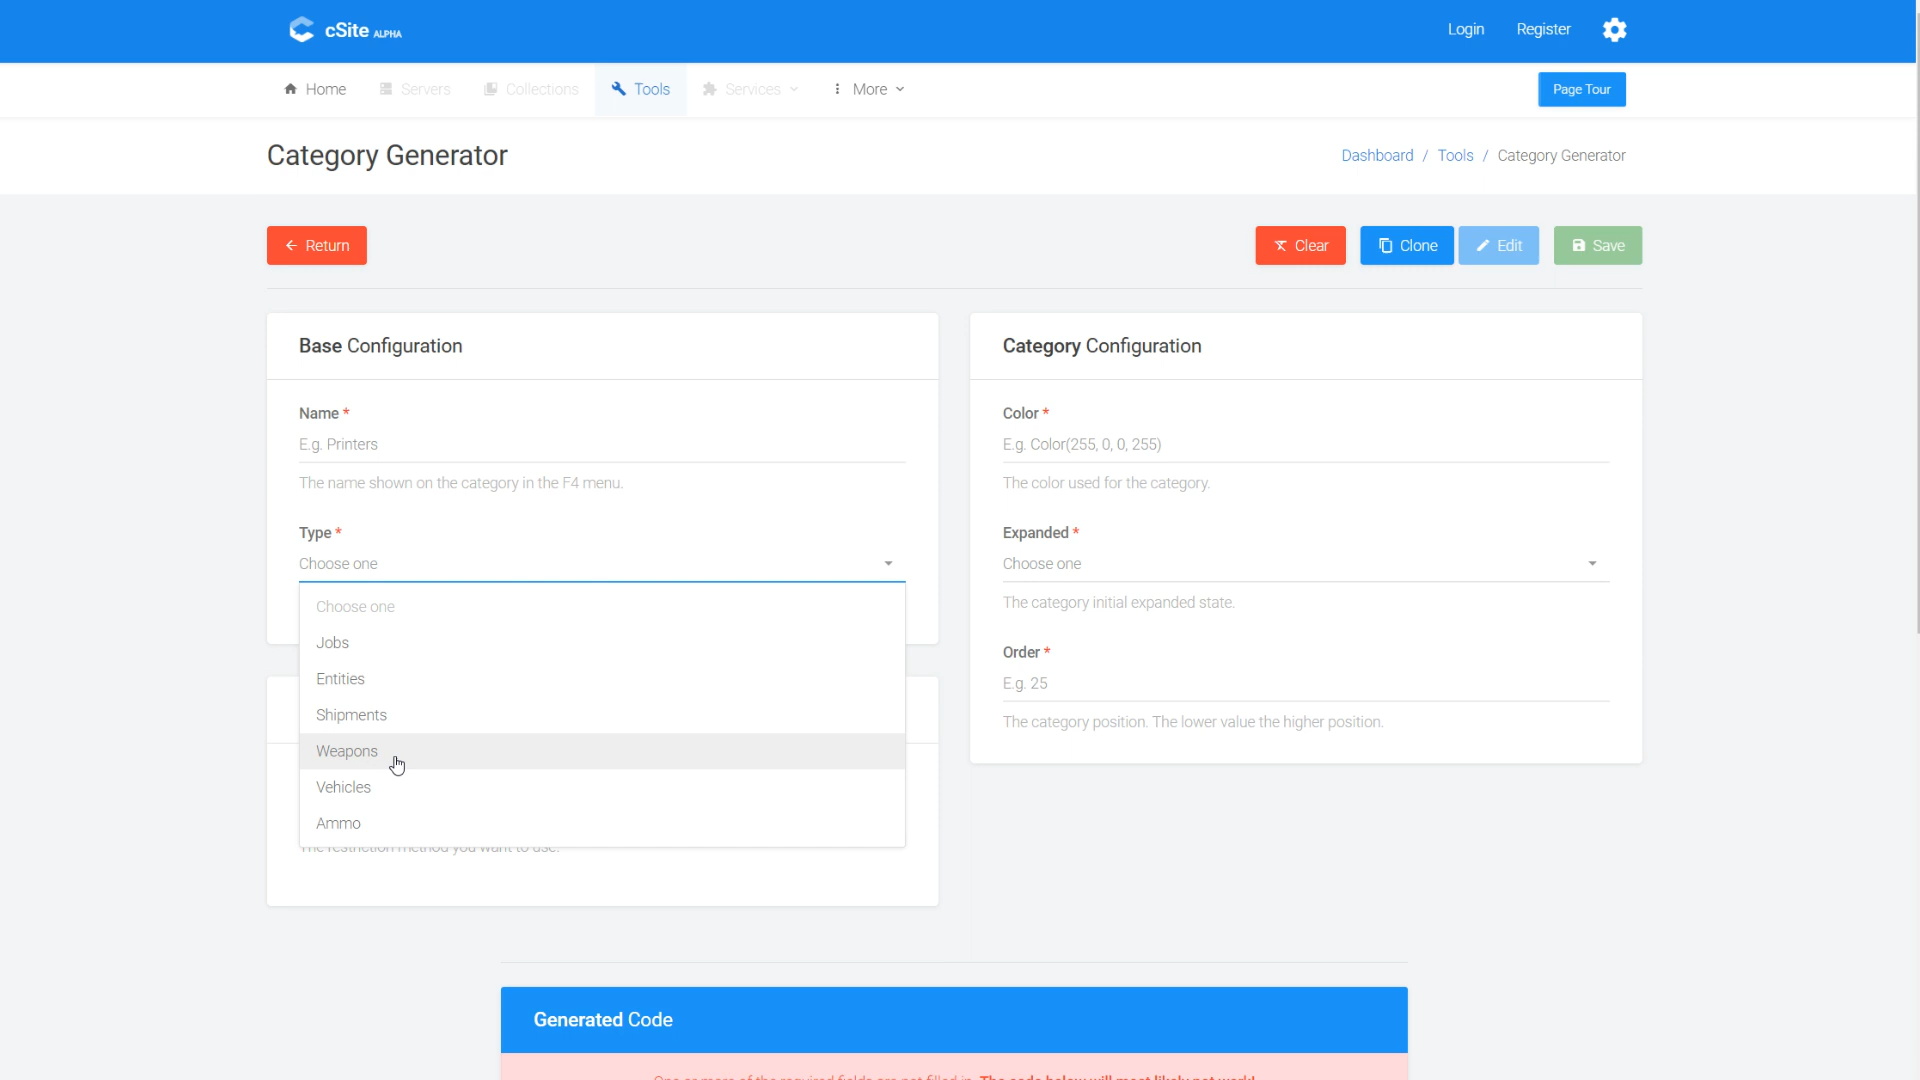 cSite ALPHA
Login
Register
Home
Servers
Collections
Tools
Services
More
Page Tour
Category Generator
Dashboard / Tools / Category Generator
Return
Clear
Clone
Edit
Save
Base Configuration
Name *
E.g. Printers
The name shown on the category in the F4 menu.
Type *
Choose one
Choose one
Jobs
Entities
Shipments
Weapons
Vehicles
Ammo
The restriction method you want to use.
Category Configuration
Color *
E.g. Color(255, 0, 0, 255)
The color used for the category.
Expanded *
Choose one
The category initial expanded state.
Order *
E.g. 25
The category position. The lower value the higher position.
Generated Code
One or more of the required fields are not filled in. The code below will most likely not work!